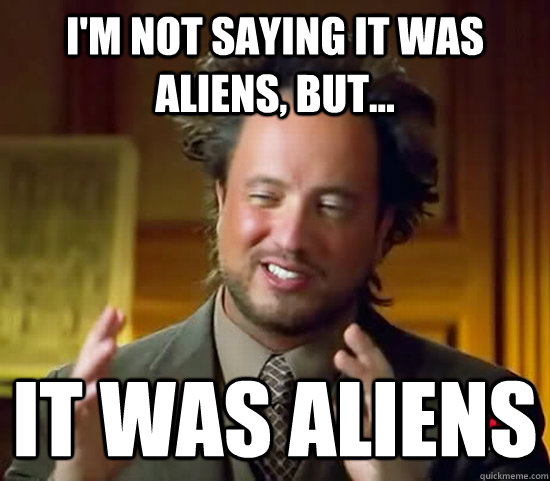 I'M NOT SAYING IT WAS
ALIENS, BUT...
IT WAS ALIENS
quickmeme.com